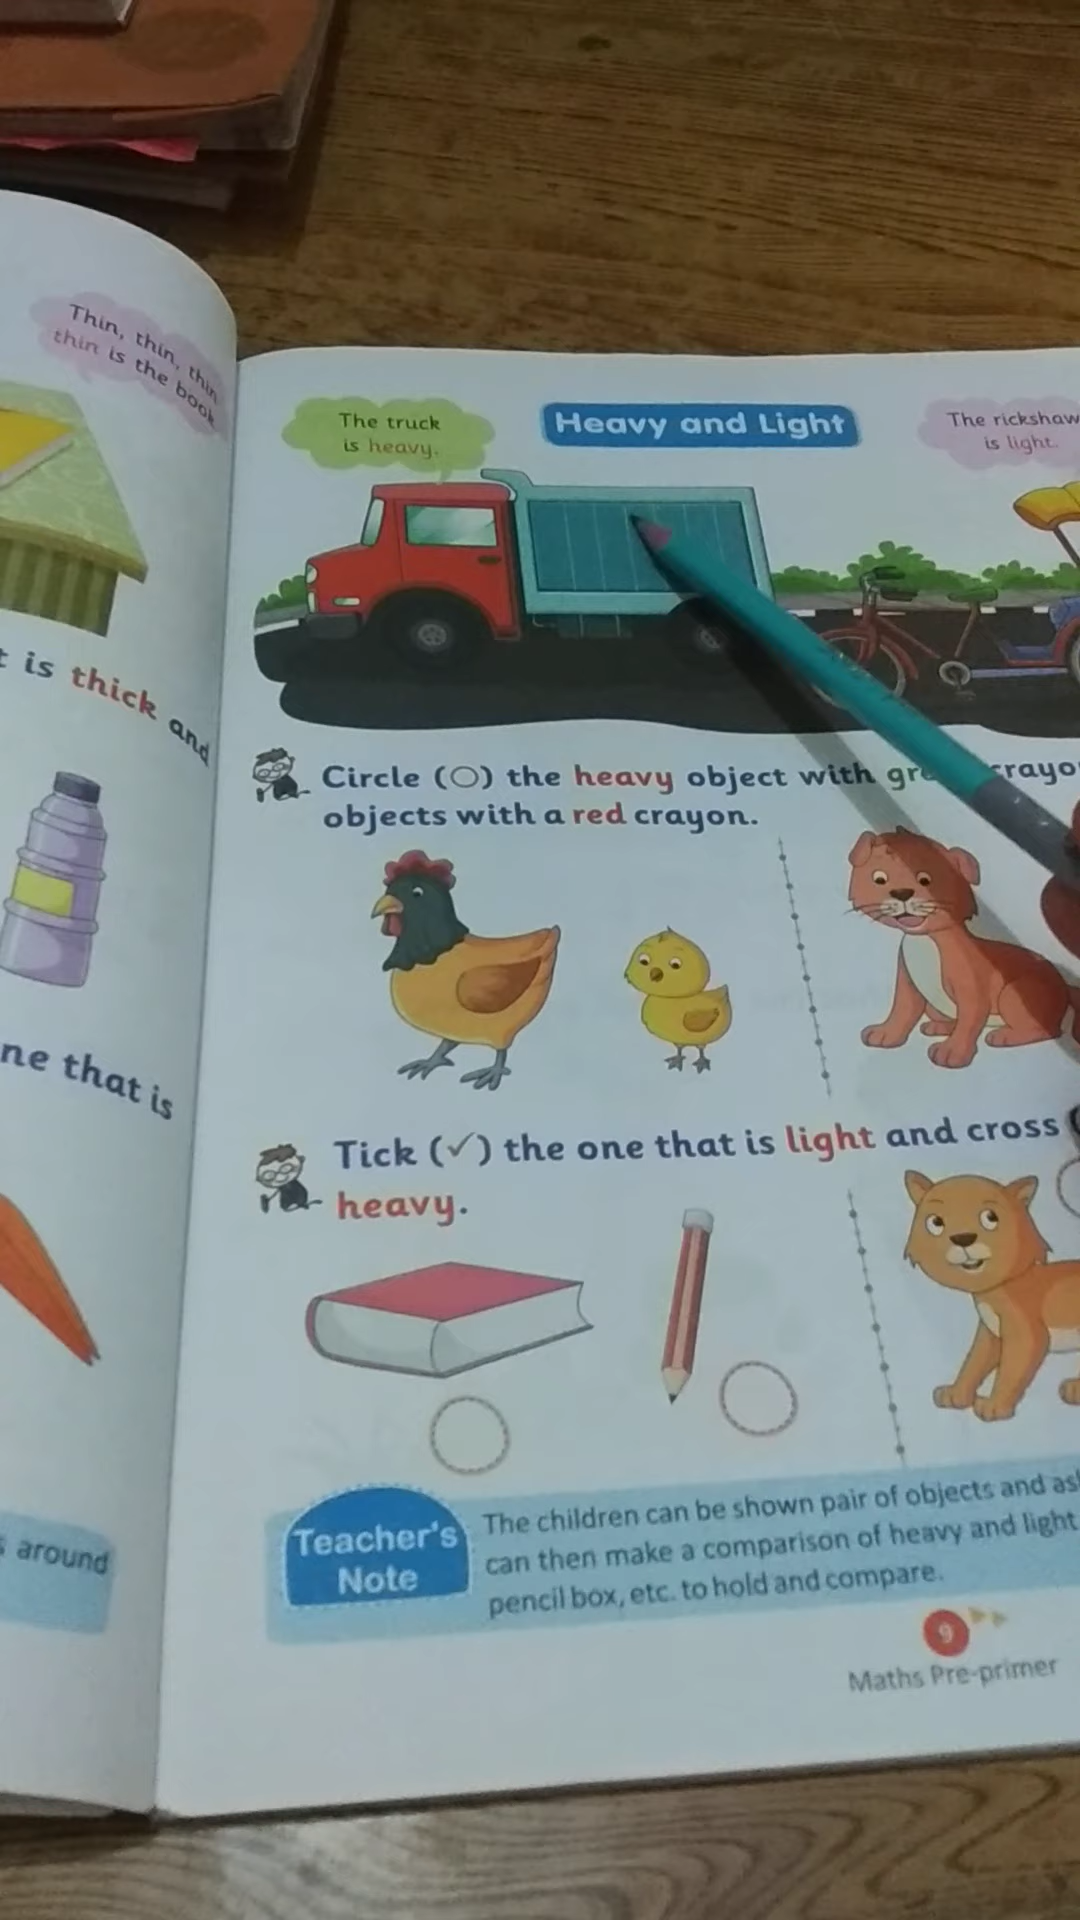 Thin, thin, thin
thin is the book
t is thick and
ne that is
s around
The truck
is heavy.
Heavy and Light
The rickshaw
is light.
Circle (○) the heavy object with crayo
objects with a red crayon.
Tick (✓) the one that is light and cross
heavy.
Teacher's
Note
The children can be shown pair of objects and as
can then make a comparison of heavy and light
pencil box, etc. to hold and compare.
9
Maths Pre-primer